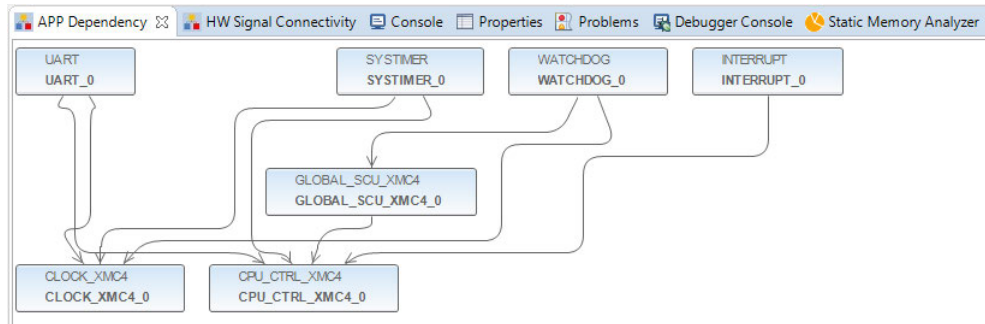 APP Dependency HW Signal Connectivity Console Properties Problems Debugger Console Static Memory Analyzer
UART SYSTIMER WATCHDOG INTERRUPT
UART_0 SYSTIMER_0 WATCHDOG_0 INTERRUPT_0
GLOBAL_SCU_XMC4
GLOBAL_SCU_XMC4_0
CLOCK_XMC4 CPU_CTRL_XMC4
CLOCK_XMC4_0 CPU_CTRL_XMC4_0